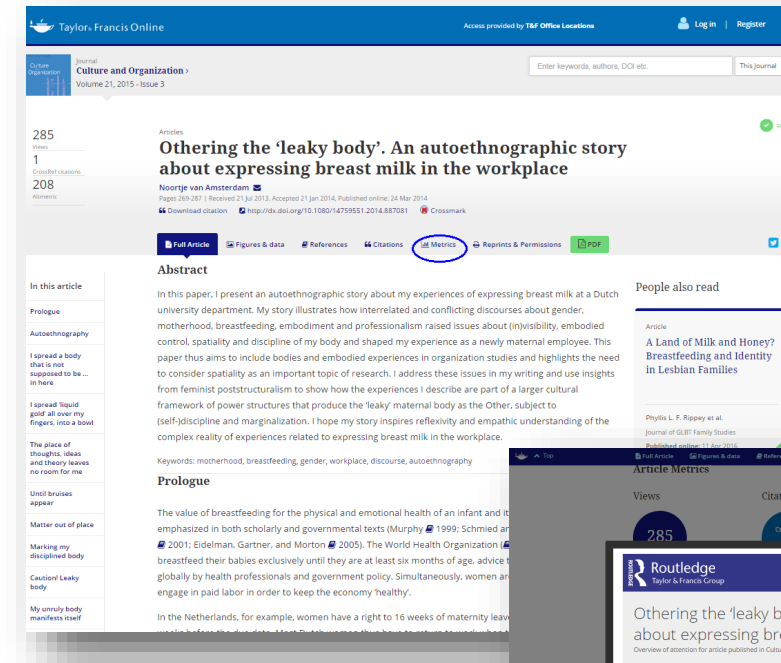 Taylor & Francis Online
Access provided by T&F Office Locations
Log in | Register
Culture
Organization
Journal
Culture and Organization >
Volume 21, 2015 - Issue 3
Enter keywords, authors, DOI etc.
This Journal
285
Views
1
CrossRef citations
208
Altmetric
Articles
Othering the ‘leaky body’. An autoethnographic story
about expressing breast milk in the workplace
Noortje van Amsterdam
Pages 269-287 | Received 21 Jul 2013, Accepted 21 Jan 2014, Published online: 24 Mar 2014
Download citation http://dx.doi.org/10.1080/14759551.2014.887081 Crossmark
Full Article Figures & data References Citations Metrics Reprints & Permissions PDF
In this article
Prologue
Autoethnography
I spread a body
that is not
supposed to be ...
in here
I spread ‘liquid
gold’ all over my
fingers, into a bowl
The place of
thoughts, ideas
and theory leaves
no room for me
Until bruises
appear
Matter out of place
Marking my
disciplined body
Caution! Leaky
body
My unruly body
manifests itself
Abstract
In this paper, I present an autoethnographic story about my experiences of expressing breast milk at a Dutch
university department. My story illustrates how interrelated and conflicting discourses about gender,
motherhood, breastfeeding, embodiment and professionalism raised issues about (in)visibility, embodied
control, spatiality and discipline of my body and shaped my experience as a newly maternal employee. This
paper thus aims to include bodies and embodied experiences in organization studies and highlights the need
to consider spatiality as an important topic of research. I address these issues in my writing and use insights
from feminist poststructuralism to show how the experiences I describe are part of a larger cultural
framework of power structures that produce the ‘leaky’ maternal body as the Other, subject to
(self-)discipline and marginalization. I hope my story inspires reflexivity and empathic understanding of the
complex reality of experiences related to expressing breast milk in the workplace.
Keywords: motherhood, breastfeeding, gender, workplace, discourse, autoethnography
Prologue
The value of breastfeeding for the physical and emotional health of an infant and it
emphasized in both scholarly and governmental texts (Murphy 1999; Schmied an
2001; Eidelman, Gartner, and Morton 2005). The World Health Organization (
breastfeed their babies exclusively until they are at least six months of age, advice t
globally by health professionals and government policy. Simultaneously, women are
engage in paid labor in order to keep the economy ‘healthy’.
In the Netherlands, for example, women have a right to 16 weeks of maternity leave
People also read
Article
A Land of Milk and Honey?
Breastfeeding and Identity
in Lesbian Families
Phyllis L. F. Rippey et al.
Journal of GLBT Family Studies
Published online: 11 Apr 2016
Top
Full Article Figures & data Refere
Article Metrics
Views
Citat
285
ROUTLEDGE
Routledge
Taylor & Francis Group
Othering the ‘leaky b
about expressing bre
Overview of attention for article published in Cultu